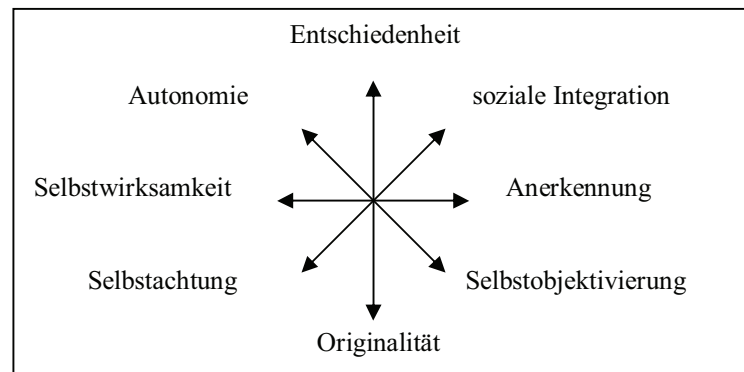 Entschiedenheit
Autonomie soziale Integration
Selbstwirksamkeit Anerkennung
Selbstachtung Selbstobjektivierung
Originalität